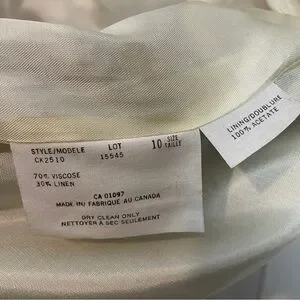 STYLE/MODELE LOT 10 SIZE TAILLE
CK2510 15545
70% VISCOSE
30% LINEN
CA 01097
MADE IN/FABRIQUE AU CANADA
DRY CLEAN ONLY
NETTOYER À SEC SEULEMENT
LINING/DOUBLURE
100% ACETATE